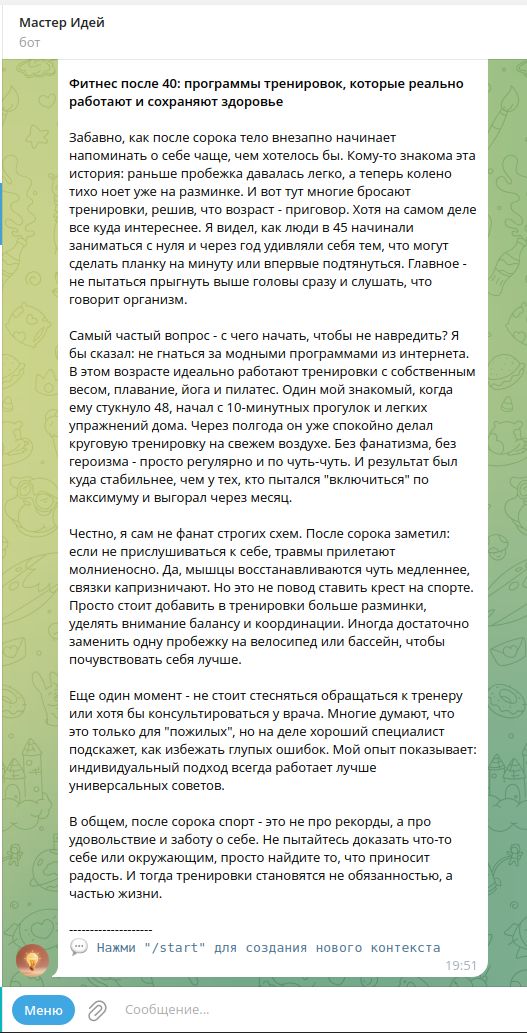 Мастер Идей
бот
Фитнес после 40: программы тренировок, которые реально
работают и сохраняют здоровье
Забавно, как после сорока тело внезапно начинает
напоминать о себе чаще, чем хотелось бы. Кому-то знакома эта
история: раньше пробежка давалась легко, а теперь колено
тихо ноет уже на разминке. И вот тут многие бросают
тренировки, решив, что возраст - приговор. Хотя на самом деле
все куда интереснее. Я видел, как люди в 45 начинали
заниматься с нуля и через год удивляли себя тем, что могут
сделать планку на минуту или впервые подтянуться. Главное -
не пытаться прыгнуть выше головы сразу и слушать, что
говорит организм.
Самый частый вопрос - с чего начать, чтобы не навредить? Я
бы сказал: не гнаться за модными программами из интернета.
В этом возрасте идеально работают тренировки с собственным
весом, плавание, йога и пилатес. Один мой знакомый, когда
ему стукнуло 48, начал с 10-минутных прогулок и легких
упражнений дома. Через полгода он уже спокойно делал
круговую тренировку на свежем воздухе. Без фанатизма, без
героизма - просто регулярно и по чуть-чуть. И результат был
куда стабильнее, чем у тех, кто пытался "включиться" по
максимуму и выгорал через месяц.
Честно, я сам не фанат строгих схем. После сорока заметил:
если не прислушиваться к себе, травмы прилетают
молниеносно. Да, мышцы восстанавливаются чуть медленнее,
связки капризничают. Но это не повод ставить крест на спорте.
Просто стоит добавить в тренировки больше разминки,
уделять внимание балансу и координации. Иногда достаточно
заменить одну пробежку на велосипед или бассейн, чтобы
почувствовать себя лучше.
Еще один момент - не стоит стесняться обращаться к тренеру
или хотя бы консультироваться у врача. Многие думают, что
это только для "пожилых", но на деле хороший специалист
подскажет, как избежать глупых ошибок. Мой опыт показывает:
индивидуальный подход всегда работает лучше
универсальных советов.
В общем, после сорока спорт - это не про рекорды, а про
удовольствие и заботу о себе. Не пытайтесь доказать что-то
себе или окружающим, просто найдите то, что приносит
радость. И тогда тренировки становятся не обязанностью, а
частью жизни.
--------------------
💬 Нажми "/start" для создания нового контекста
19:51
Меню
Сообщение...